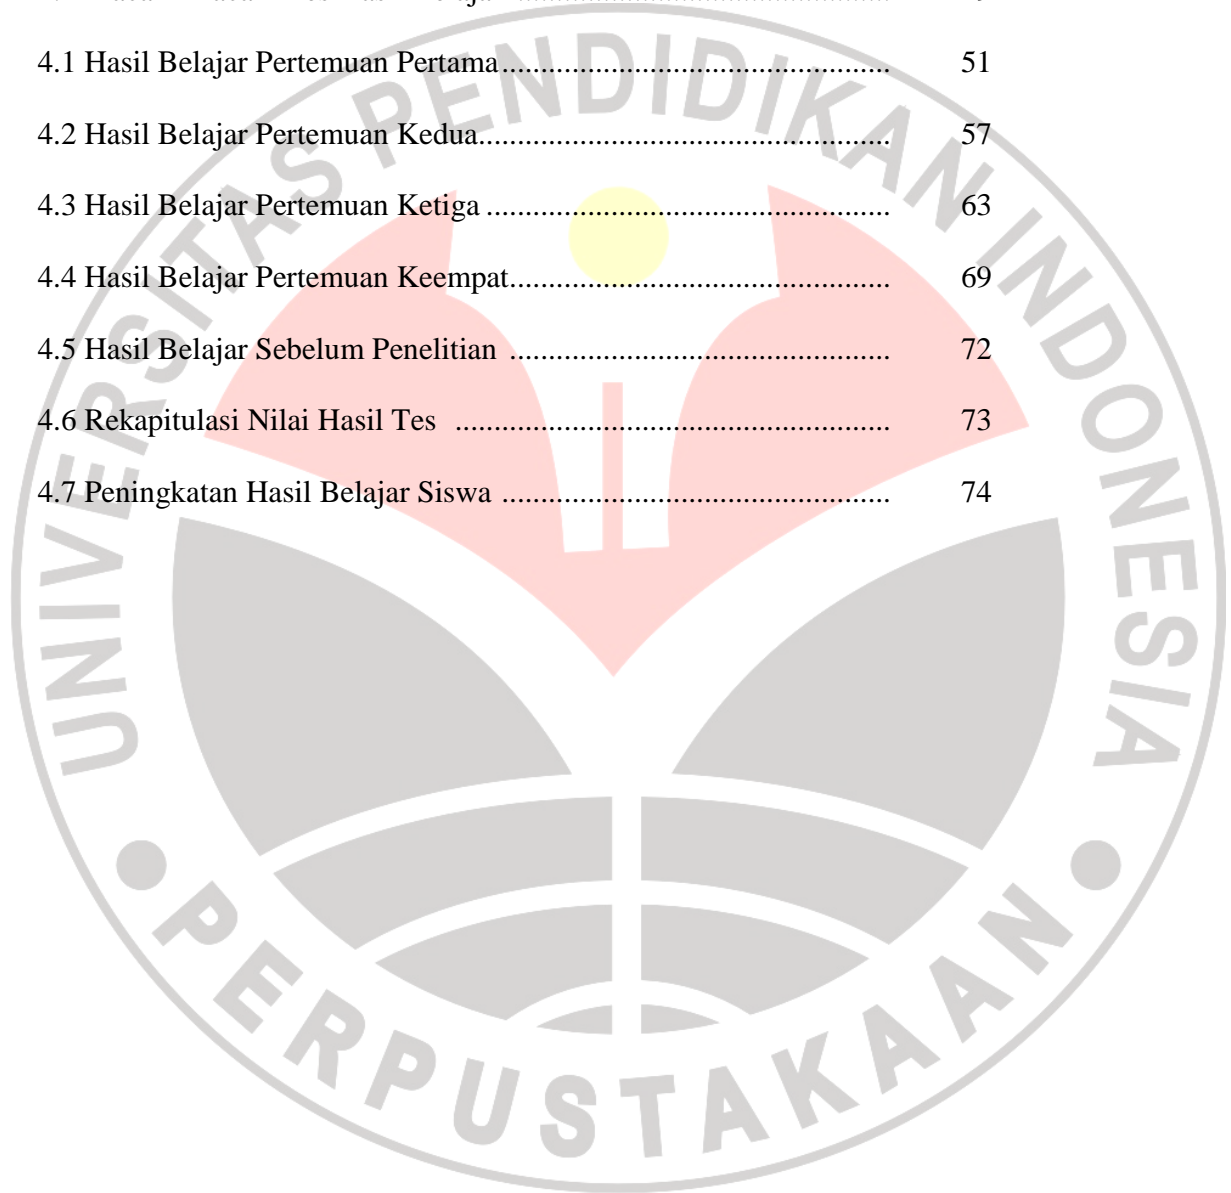 4.1 Hasil Belajar Pertemuan Pertama.................................................. 51
4.2 Hasil Belajar Pertemuan Kedua..................................................... 57
4.3 Hasil Belajar Pertemuan Ketiga .................................................... 63
4.4 Hasil Belajar Pertemuan Keempat................................................. 69
4.5 Hasil Belajar Sebelum Penelitian ................................................. 72
4.6 Rekapitulasi Nilai Hasil Tes ........................................................ 73
4.7 Peningkatan Hasil Belajar Siswa .................................................. 74
UNIVERSITAS PENDIDIKAN INDONESIA
PERPUSTAKAAN